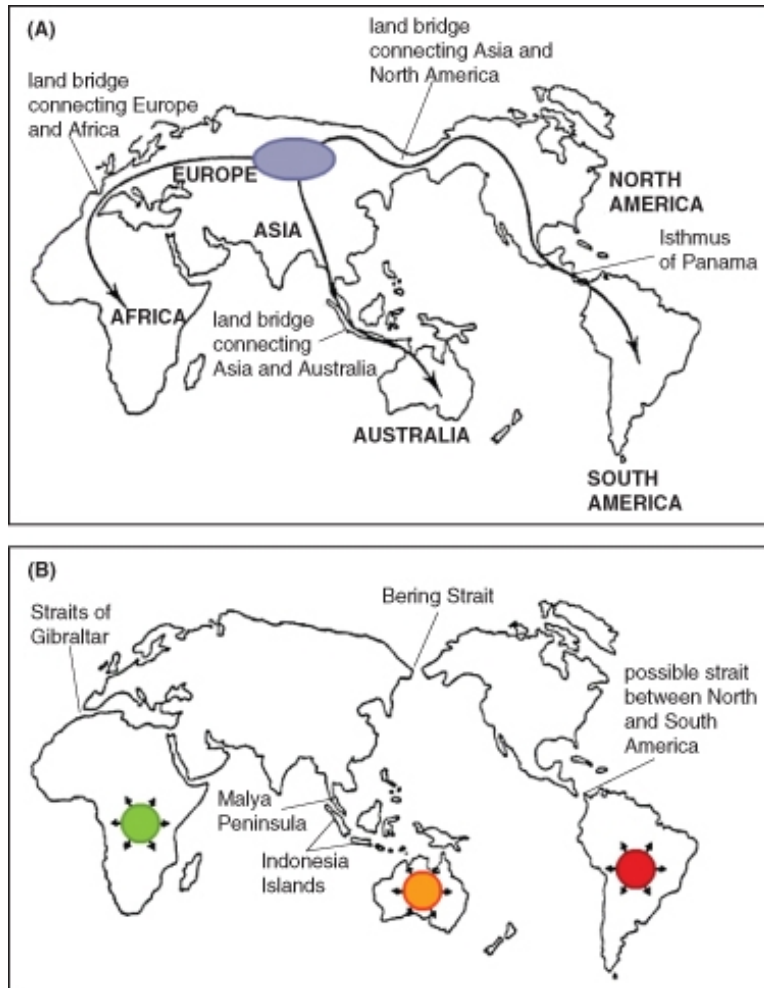 (A)
land bridge
connecting Asia and
North America
land bridge
connecting Europe
and Africa
EUROPE
NORTH
AMERICA
ASIA
Isthmus
of Panama
AFRICA
land bridge
connecting
Asia and Australia
AUSTRALIA
SOUTH
AMERICA
(B)
Bering Strait
Straits of
Gibraltar
possible strait
between North
and South
America
Malya
Peninsula
Indonesia
Islands